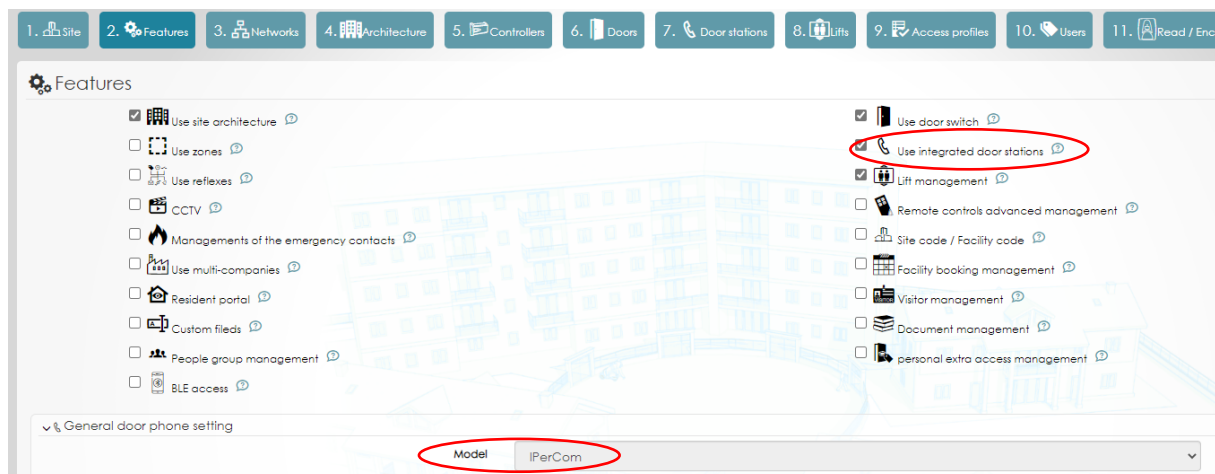 1. Site 2. Features 3. Networks 4. Architecture 5. Controllers 6. Doors 7. Door stations 8. Lifts 9. Access profiles 10. Users 11. Read / Enc
Features
Use site architecture
Use door switch
Use zones
Use integrated door stations
Use reflexes
Lift management
CCTV
Remote controls advanced management
Managements of the emergency contacts
Site code / Facility code
Use multi-companies
Facility booking management
Resident portal
Visitor management
Custom fileds
Document management
People group management
personal extra access management
BLE access
General door phone setting
Model IPerCom